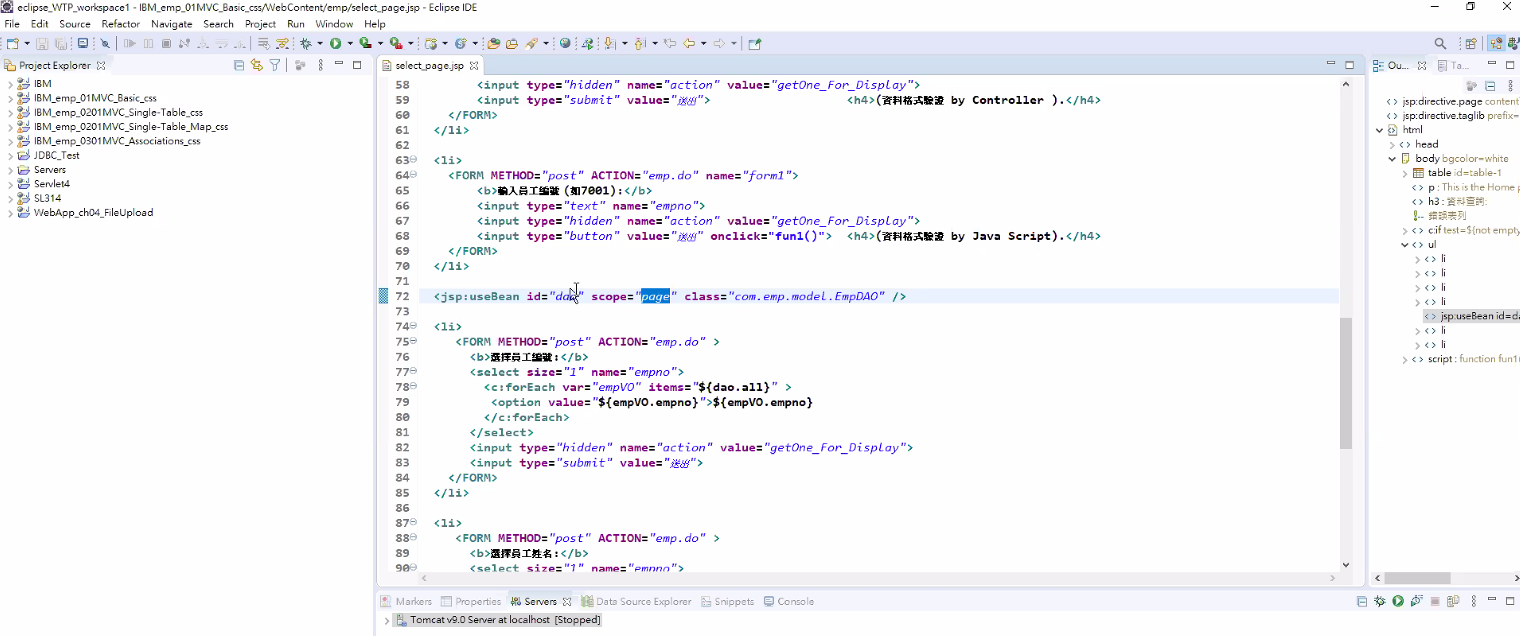 eclipse_WTP_workspace1 - IBM_emp_01MVC_Basic_css/WebContent/emp/select_page.jsp - Eclipse IDE
File Edit Source Refactor Navigate Search Project Run Window Help
Project Explorer
IBM
IBM_emp_01MVC_Basic_css
IBM_emp_0201MVC_Single-Table_css
IBM_emp_0201MVC_Single-Table_Map_css
IBM_emp_0301MVC_Associations_css
JDBC_Test
Servers
Servlet4
SL314
WebApp_ch04_FileUpload
select_page.jsp
58 <input type="hidden" name="action" value="getOne_For_Display">
59 <input type="submit" value="送出"> <h4>(資料格式驗證 by Controller ).</h4>
60 </FORM>
61 </li>
62
63 <li>
64 <FORM METHOD="post" ACTION="emp.do" name="form1">
65 <b>輸入員工編號 (如7001):</b>
66 <input type="text" name="empno">
67 <input type="hidden" name="action" value="getOne_For_Display">
68 <input type="button" value="送出" onclick="fun1()"> <h4>(資料格式驗證 by Java Script).</h4>
69 </FORM>
70 </li>
71
72 <jsp:useBean id="dao" scope="page" class="com.emp.model.EmpDAO" />
73
74 <li>
75 <FORM METHOD="post" ACTION="emp.do" >
76 <b>選擇員工編號:</b>
77 <select size="1" name="empno">
78 <c:forEach var="empVO" items="${dao.all}" >
79 <option value="${empVO.empno}">${empVO.empno}
80 </c:forEach>
81 </select>
82 <input type="hidden" name="action" value="getOne_For_Display">
83 <input type="submit" value="送出">
84 </FORM>
85 </li>
86
87 <li>
88 <FORM METHOD="post" ACTION="emp.do" >
89 <b>選擇員工姓名:</b>
90 <select size="1" name="empno">
Ou... Ta...
jsp:directive.page content
jsp:directive.taglib prefix=
html
head
body bgcolor=white
table id=table-1
p : This is the Home p
h3 : 資料查詢:
錯誤表列
c:if test=${not empty
ul
li
li
li
li
jsp:useBean id=da
li
li
script : function fun1(
Markers Properties Servers Data Source Explorer Snippets Console
Tomcat v9.0 Server at localhost [Stopped]